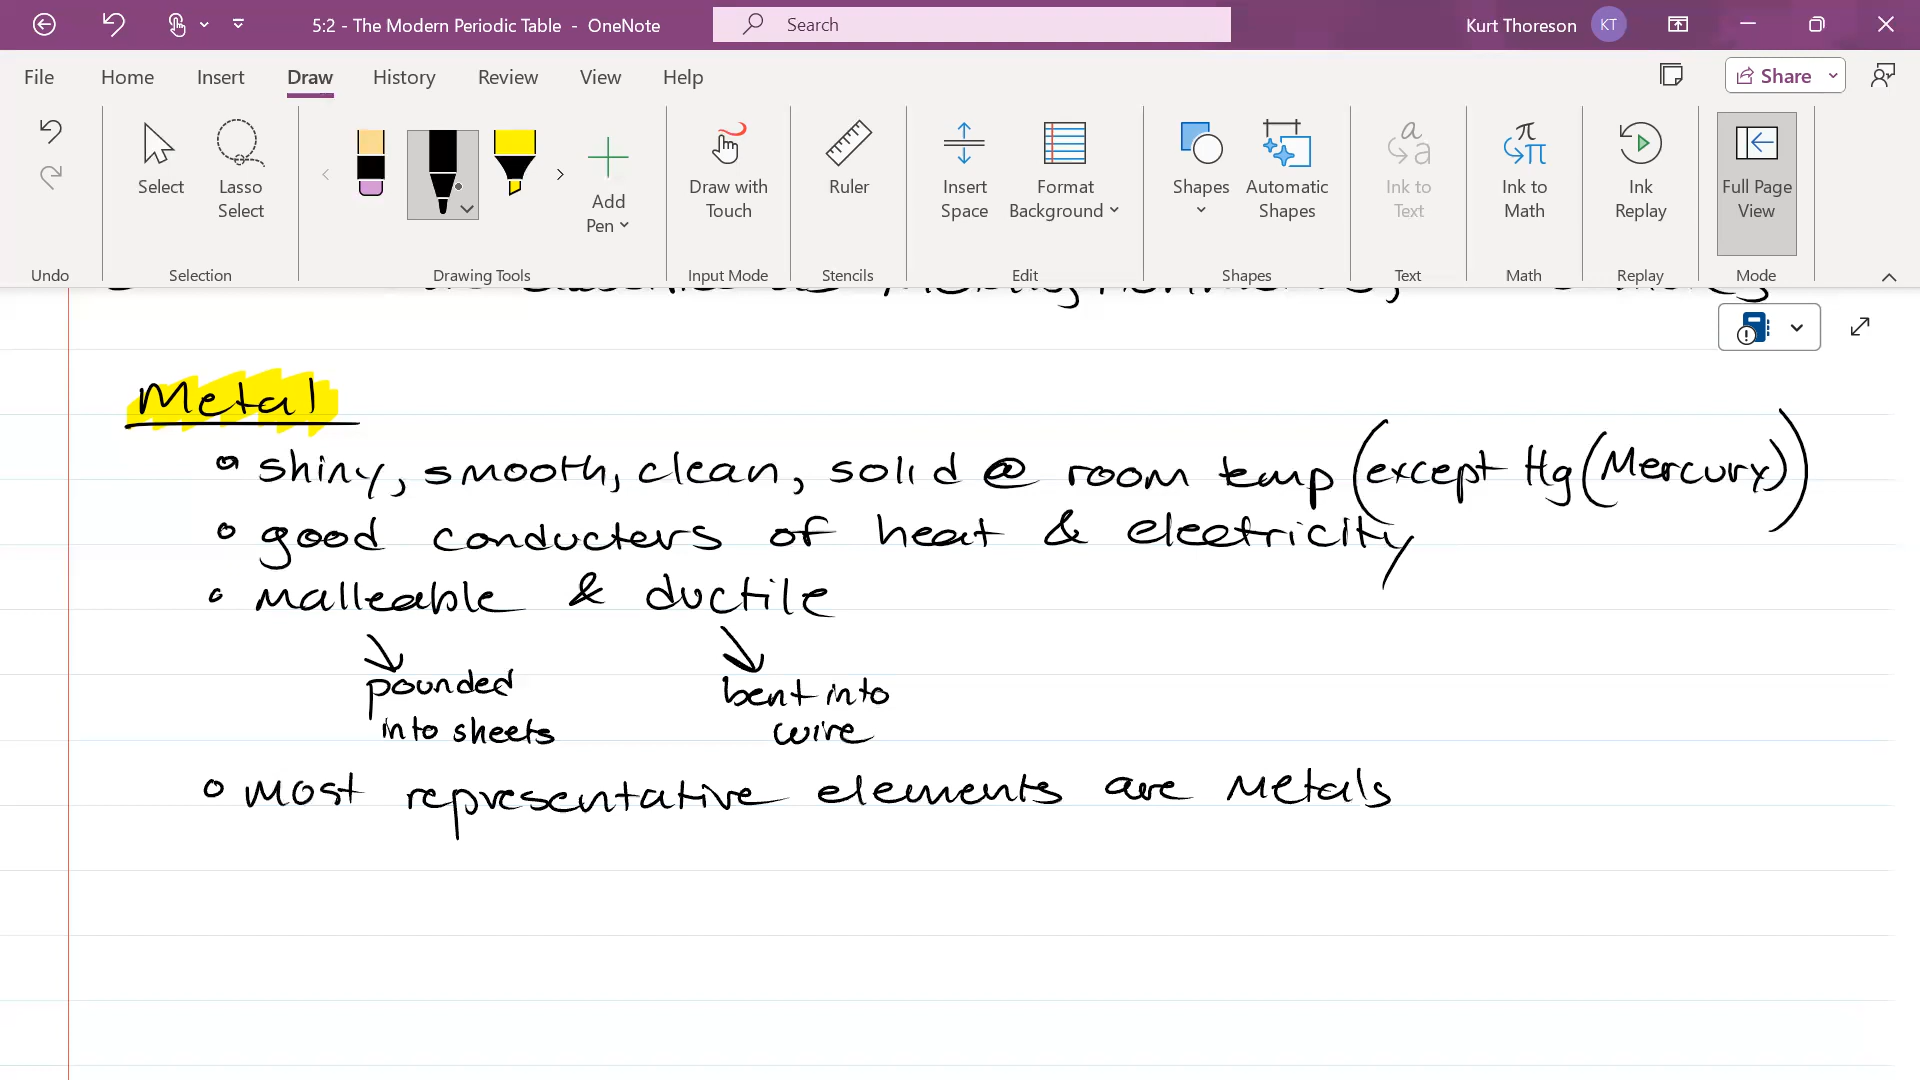 5:2 - The Modern Periodic Table - OneNote
Search
Kurt Thoreson KT
File Home Insert Draw History Review View Help
Share
Select
Lasso Select
Add Pen
Draw with Touch
Ruler
Insert Space
Format Background
Shapes
Automatic Shapes
Ink to Text
Ink to Math
Ink Replay
Full Page View
Undo Selection Drawing Tools Input Mode Stencils Edit Shapes Text Math Replay Mode
Metal
shiny, smooth, clean, solid @ room temp (except Hg (Mercury))
good conducters of heat & electricity
malleable & ductile
pounded into sheets
bent into wire
most representative elements are metals